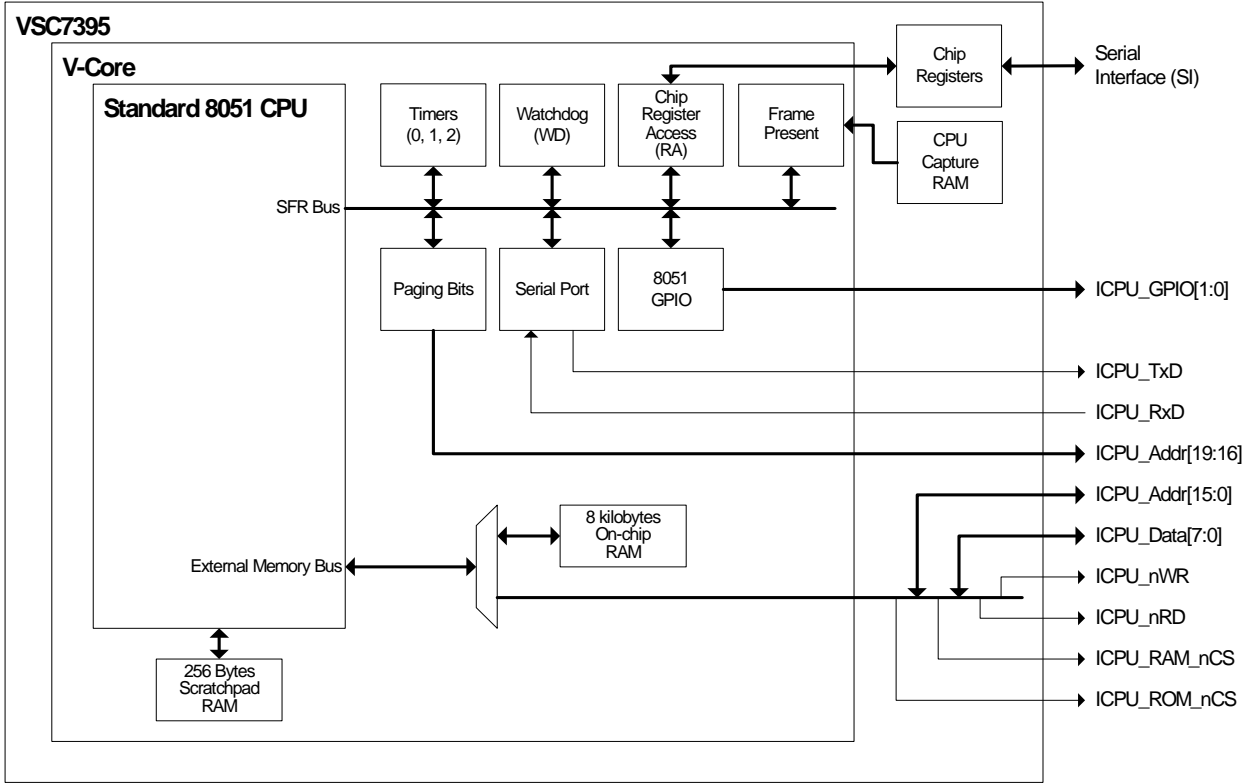 VSC7395
V-Core
Standard 8051 CPU
Timers
(0, 1, 2)
Watchdog
(WD)
Chip
Register
Access
(RA)
Frame
Present
Chip
Registers
Serial
Interface (SI)
CPU
Capture
RAM
SFR Bus
Paging Bits
Serial Port
8051
GPIO
ICPU_GPIO[1:0]
ICPU_TxD
ICPU_RxD
ICPU_Addr[19:16]
ICPU_Addr[15:0]
8 kilobytes
On-chip
RAM
ICPU_Data[7:0]
External Memory Bus
ICPU_nWR
ICPU_nRD
ICPU_RAM_nCS
ICPU_ROM_nCS
256 Bytes
Scratchpad
RAM